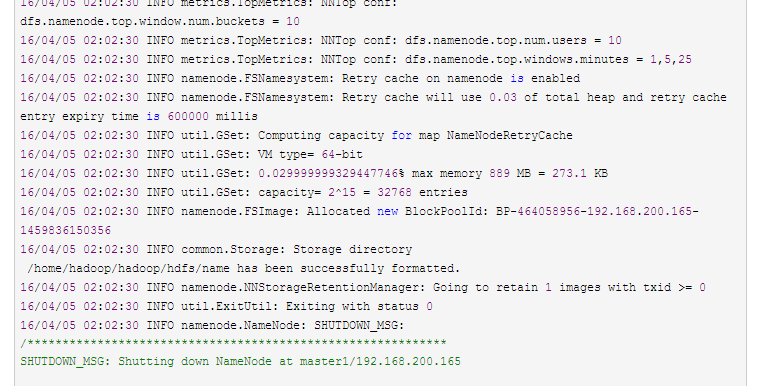 16/04/05 02:02:30 INFO metrics.TopMetrics: NNTop conf:
dfs.namenode.top.window.num.buckets = 10
16/04/05 02:02:30 INFO metrics.TopMetrics: NNTop conf: dfs.namenode.top.num.users = 10
16/04/05 02:02:30 INFO metrics.TopMetrics: NNTop conf: dfs.namenode.top.windows.minutes = 1,5,25
16/04/05 02:02:30 INFO namenode.FSNamesystem: Retry cache on namenode is enabled
16/04/05 02:02:30 INFO namenode.FSNamesystem: Retry cache will use 0.03 of total heap and retry cache
entry expiry time is 600000 millis
16/04/05 02:02:30 INFO util.GSet: Computing capacity for map NameNodeRetryCache
16/04/05 02:02:30 INFO util.GSet: VM type= 64-bit
16/04/05 02:02:30 INFO util.GSet: 0.029999999329447746% max memory 889 MB = 273.1 KB
16/04/05 02:02:30 INFO util.GSet: capacity= 2^15 = 32768 entries
16/04/05 02:02:30 INFO namenode.FSImage: Allocated new BlockPoolId: BP-464058956-192.168.200.165-
1459836150356
16/04/05 02:02:30 INFO common.Storage: Storage directory
/home/hadoop/hadoop/hdfs/name has been successfully formatted.
16/04/05 02:02:30 INFO namenode.NNStorageRetentionManager: Going to retain 1 images with txid >= 0
16/04/05 02:02:30 INFO util.ExitUtil: Exiting with status 0
16/04/05 02:02:30 INFO namenode.NameNode: SHUTDOWN_MSG:
/************************************************************
SHUTDOWN_MSG: Shutting down NameNode at master1/192.168.200.165